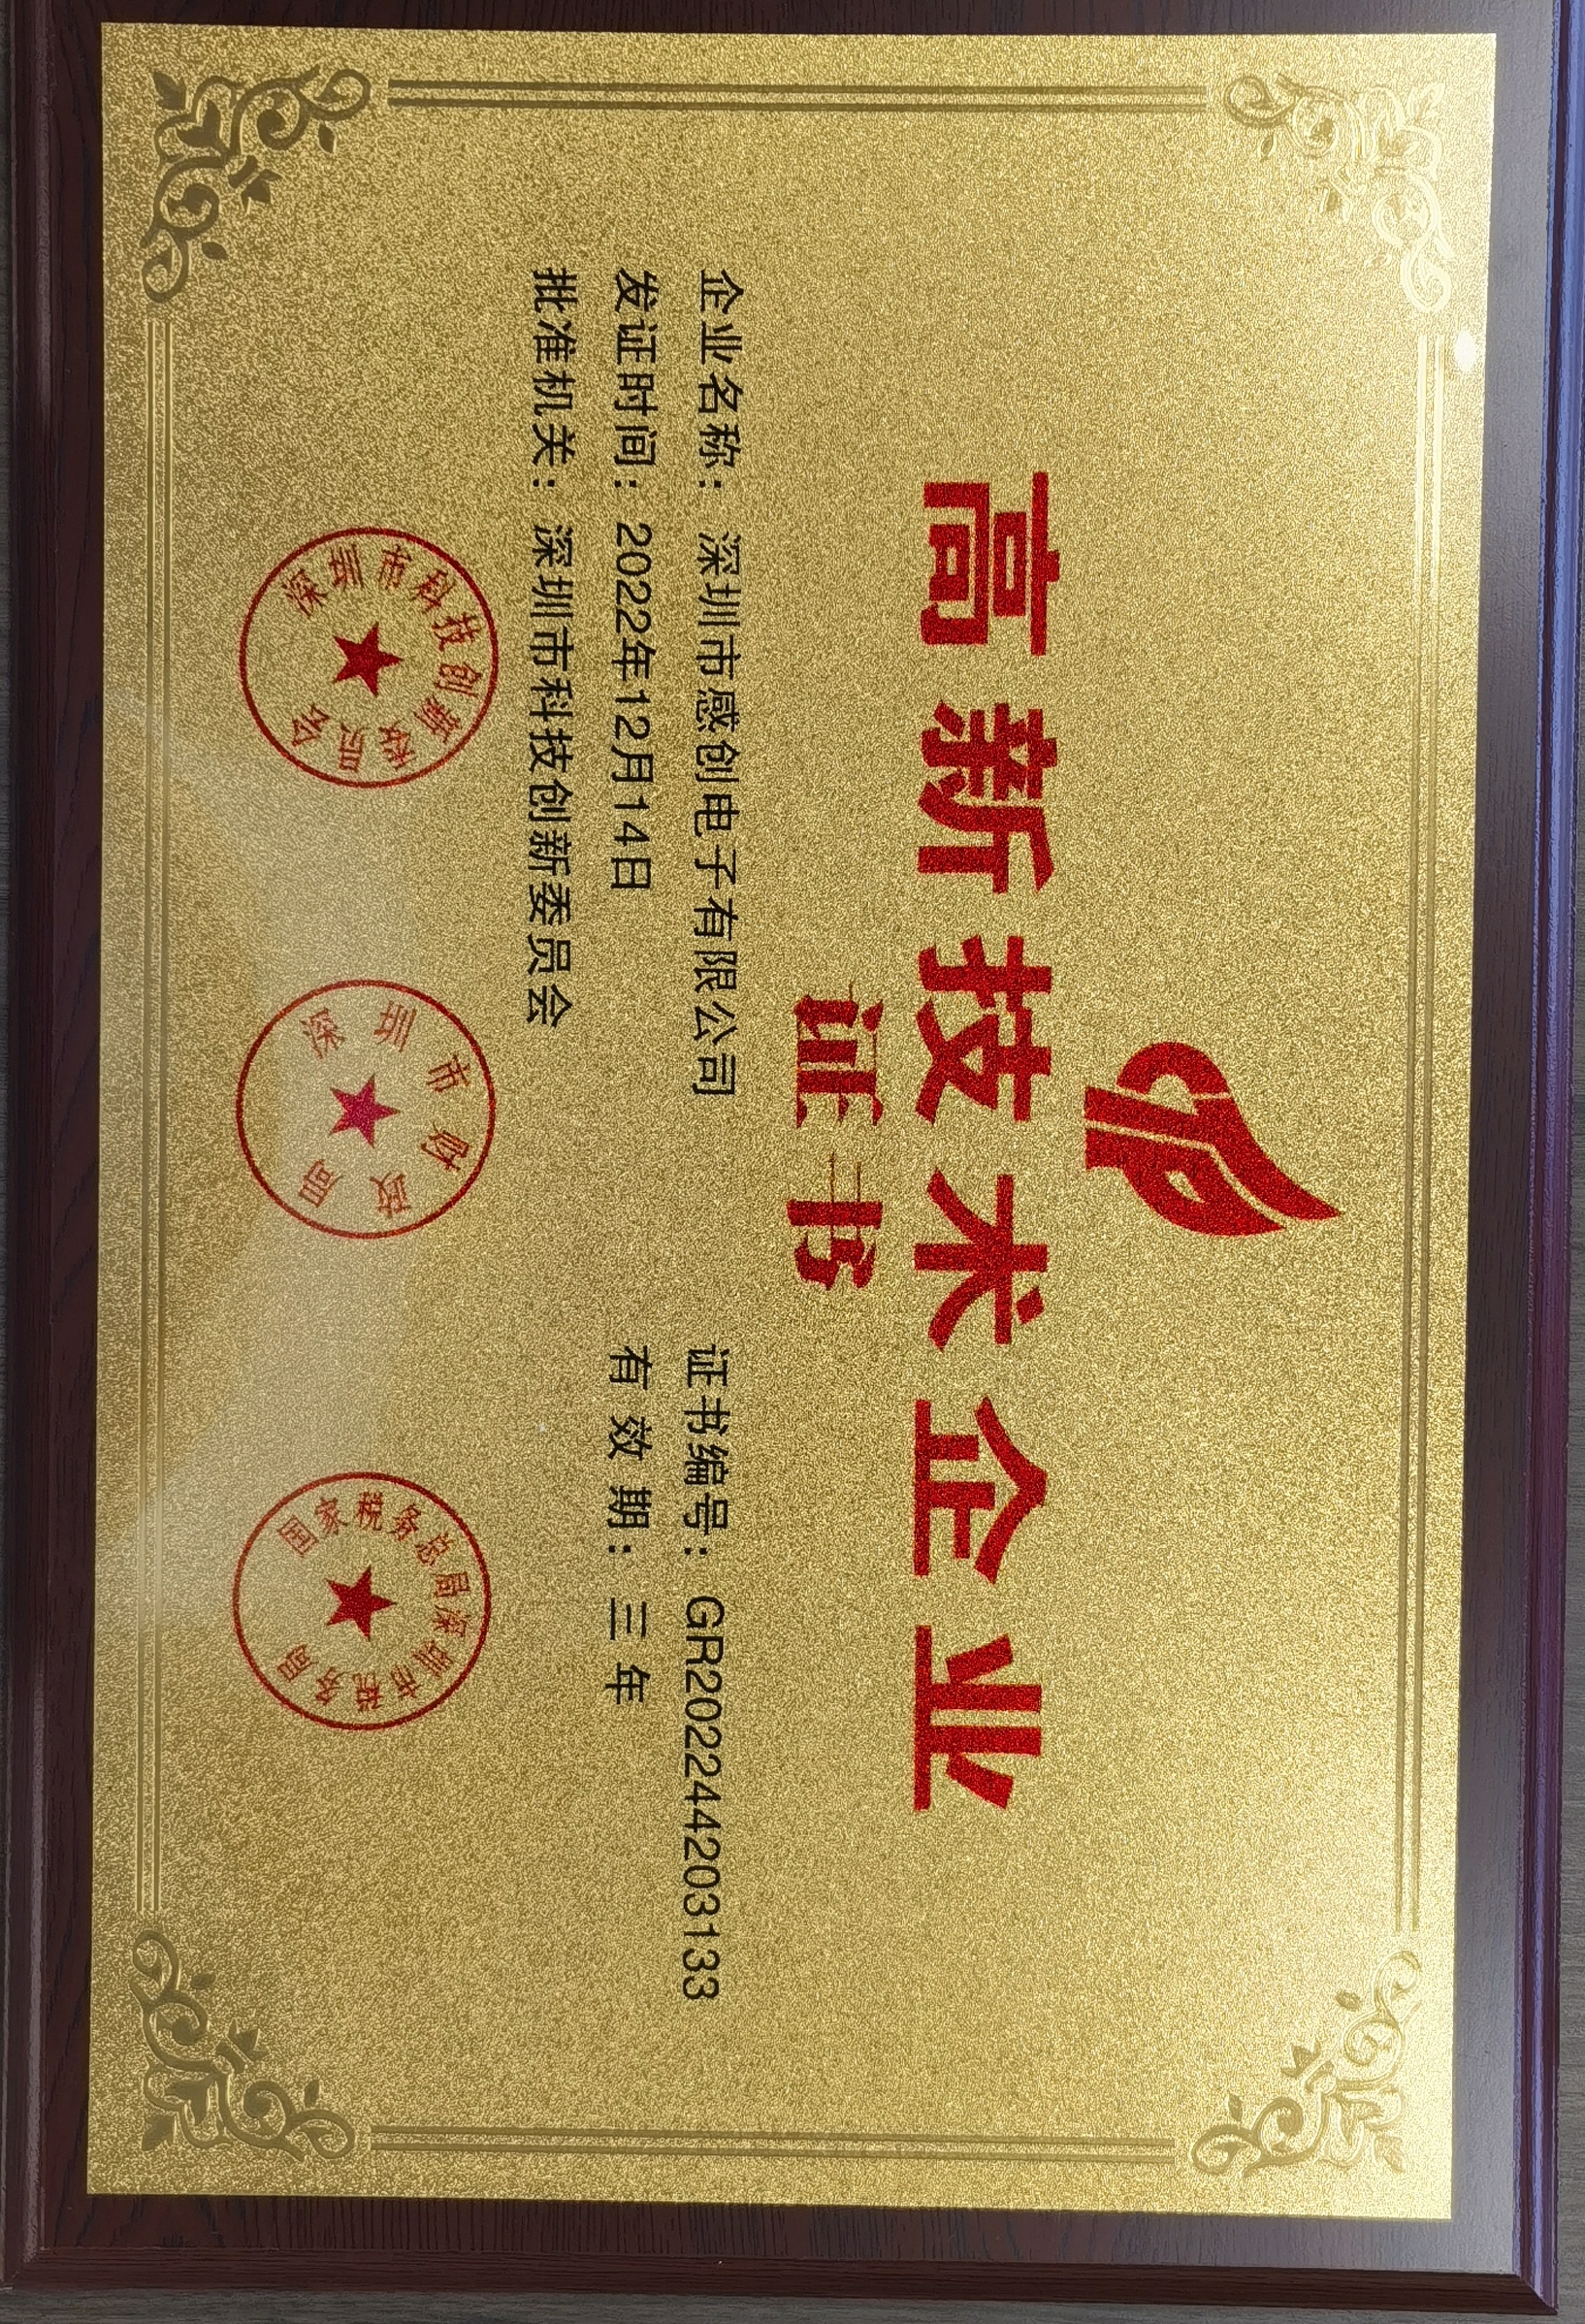 高新技术企业
证书
企业名称：深圳市感创电子有限公司
证书编号：GR202244203133
发证时间：2022年12月14日
有效期：三年
批准机关：深圳市科技创新委员会
深圳市科技创新委员会
深圳市财政局
国家税务总局深圳市税务局